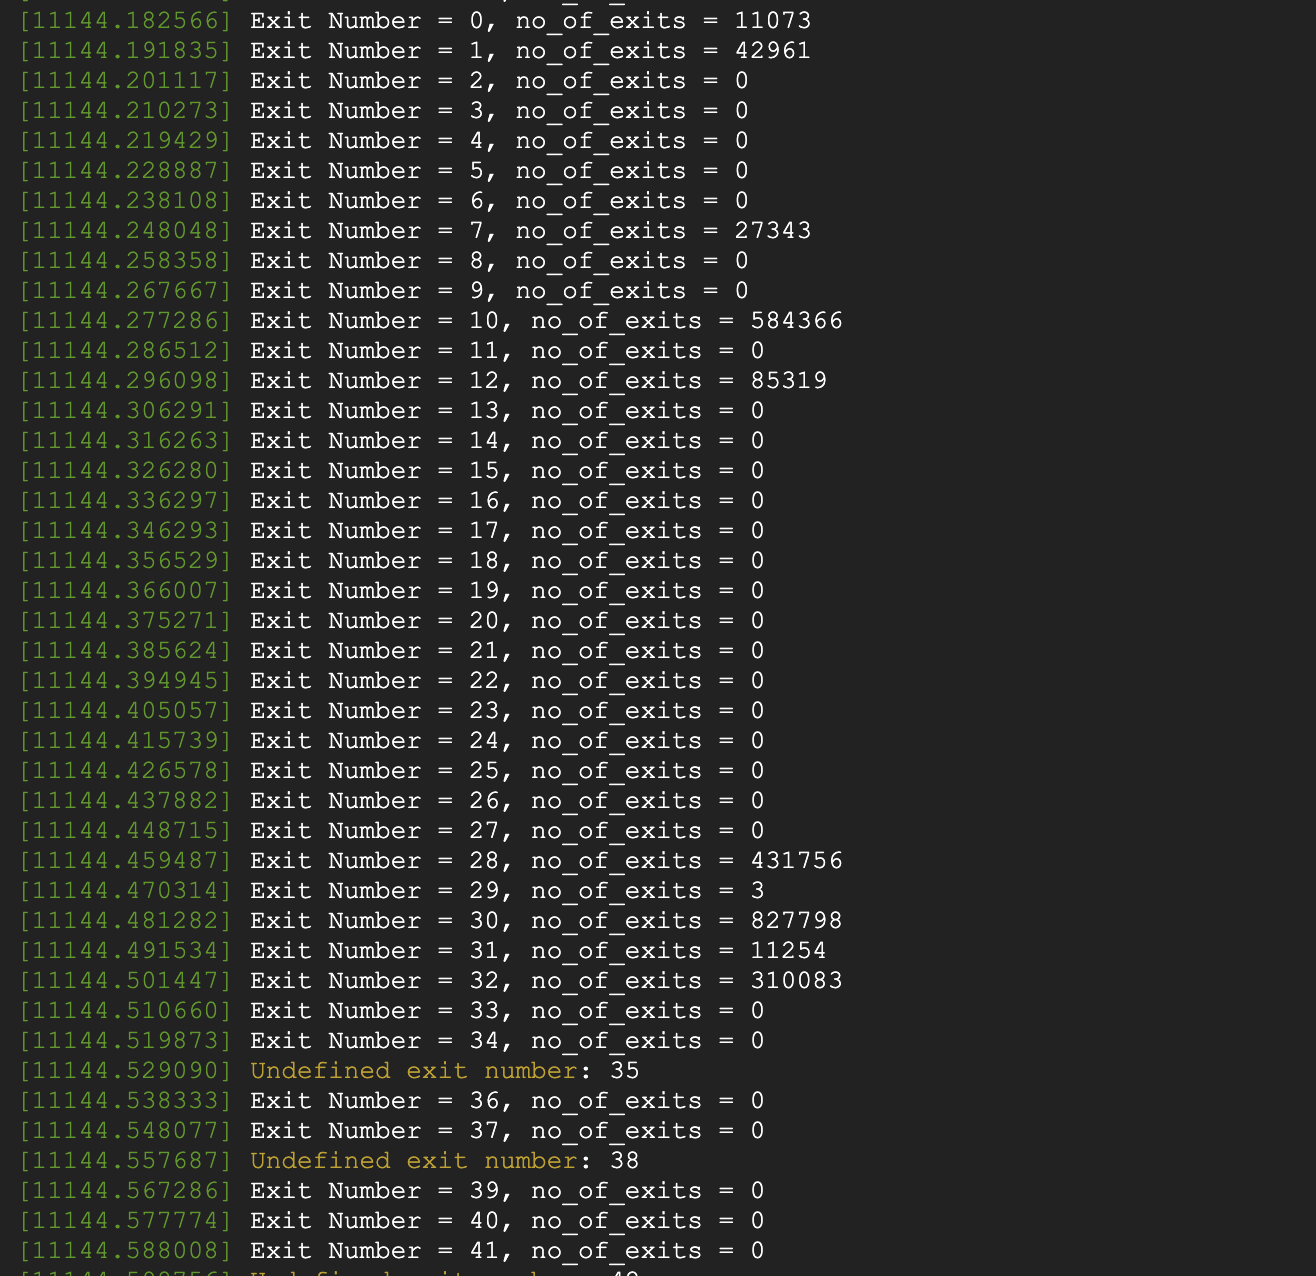 [11144.182566] Exit Number = 0, no_of_exits = 11073
[11144.191835] Exit Number = 1, no_of_exits = 42961
[11144.201117] Exit Number = 2, no_of_exits = 0
[11144.210273] Exit Number = 3, no_of_exits = 0
[11144.219429] Exit Number = 4, no_of_exits = 0
[11144.228887] Exit Number = 5, no_of_exits = 0
[11144.238108] Exit Number = 6, no_of_exits = 0
[11144.248048] Exit Number = 7, no_of_exits = 27343
[11144.258358] Exit Number = 8, no_of_exits = 0
[11144.267667] Exit Number = 9, no_of_exits = 0
[11144.277286] Exit Number = 10, no_of_exits = 584366
[11144.286512] Exit Number = 11, no_of_exits = 0
[11144.296098] Exit Number = 12, no_of_exits = 85319
[11144.306291] Exit Number = 13, no_of_exits = 0
[11144.316263] Exit Number = 14, no_of_exits = 0
[11144.326280] Exit Number = 15, no_of_exits = 0
[11144.336297] Exit Number = 16, no_of_exits = 0
[11144.346293] Exit Number = 17, no_of_exits = 0
[11144.356529] Exit Number = 18, no_of_exits = 0
[11144.366007] Exit Number = 19, no_of_exits = 0
[11144.375271] Exit Number = 20, no_of_exits = 0
[11144.385624] Exit Number = 21, no_of_exits = 0
[11144.394945] Exit Number = 22, no_of_exits = 0
[11144.405057] Exit Number = 23, no_of_exits = 0
[11144.415739] Exit Number = 24, no_of_exits = 0
[11144.426578] Exit Number = 25, no_of_exits = 0
[11144.437882] Exit Number = 26, no_of_exits = 0
[11144.448715] Exit Number = 27, no_of_exits = 0
[11144.459487] Exit Number = 28, no_of_exits = 431756
[11144.470314] Exit Number = 29, no_of_exits = 3
[11144.481282] Exit Number = 30, no_of_exits = 827798
[11144.491534] Exit Number = 31, no_of_exits = 11254
[11144.501447] Exit Number = 32, no_of_exits = 310083
[11144.510660] Exit Number = 33, no_of_exits = 0
[11144.519873] Exit Number = 34, no_of_exits = 0
[11144.529090] Undefined exit number: 35
[11144.538333] Exit Number = 36, no_of_exits = 0
[11144.548077] Exit Number = 37, no_of_exits = 0
[11144.557687] Undefined exit number: 38
[11144.567286] Exit Number = 39, no_of_exits = 0
[11144.577774] Exit Number = 40, no_of_exits = 0
[11144.588008] Exit Number = 41, no_of_exits = 0